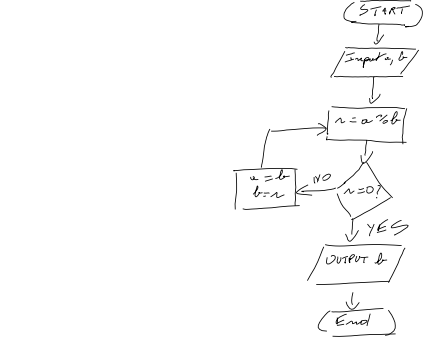 START
Input a, b
r = a % b
a = b
b = r
NO
r = 0?
YES
OUTPUT b
End